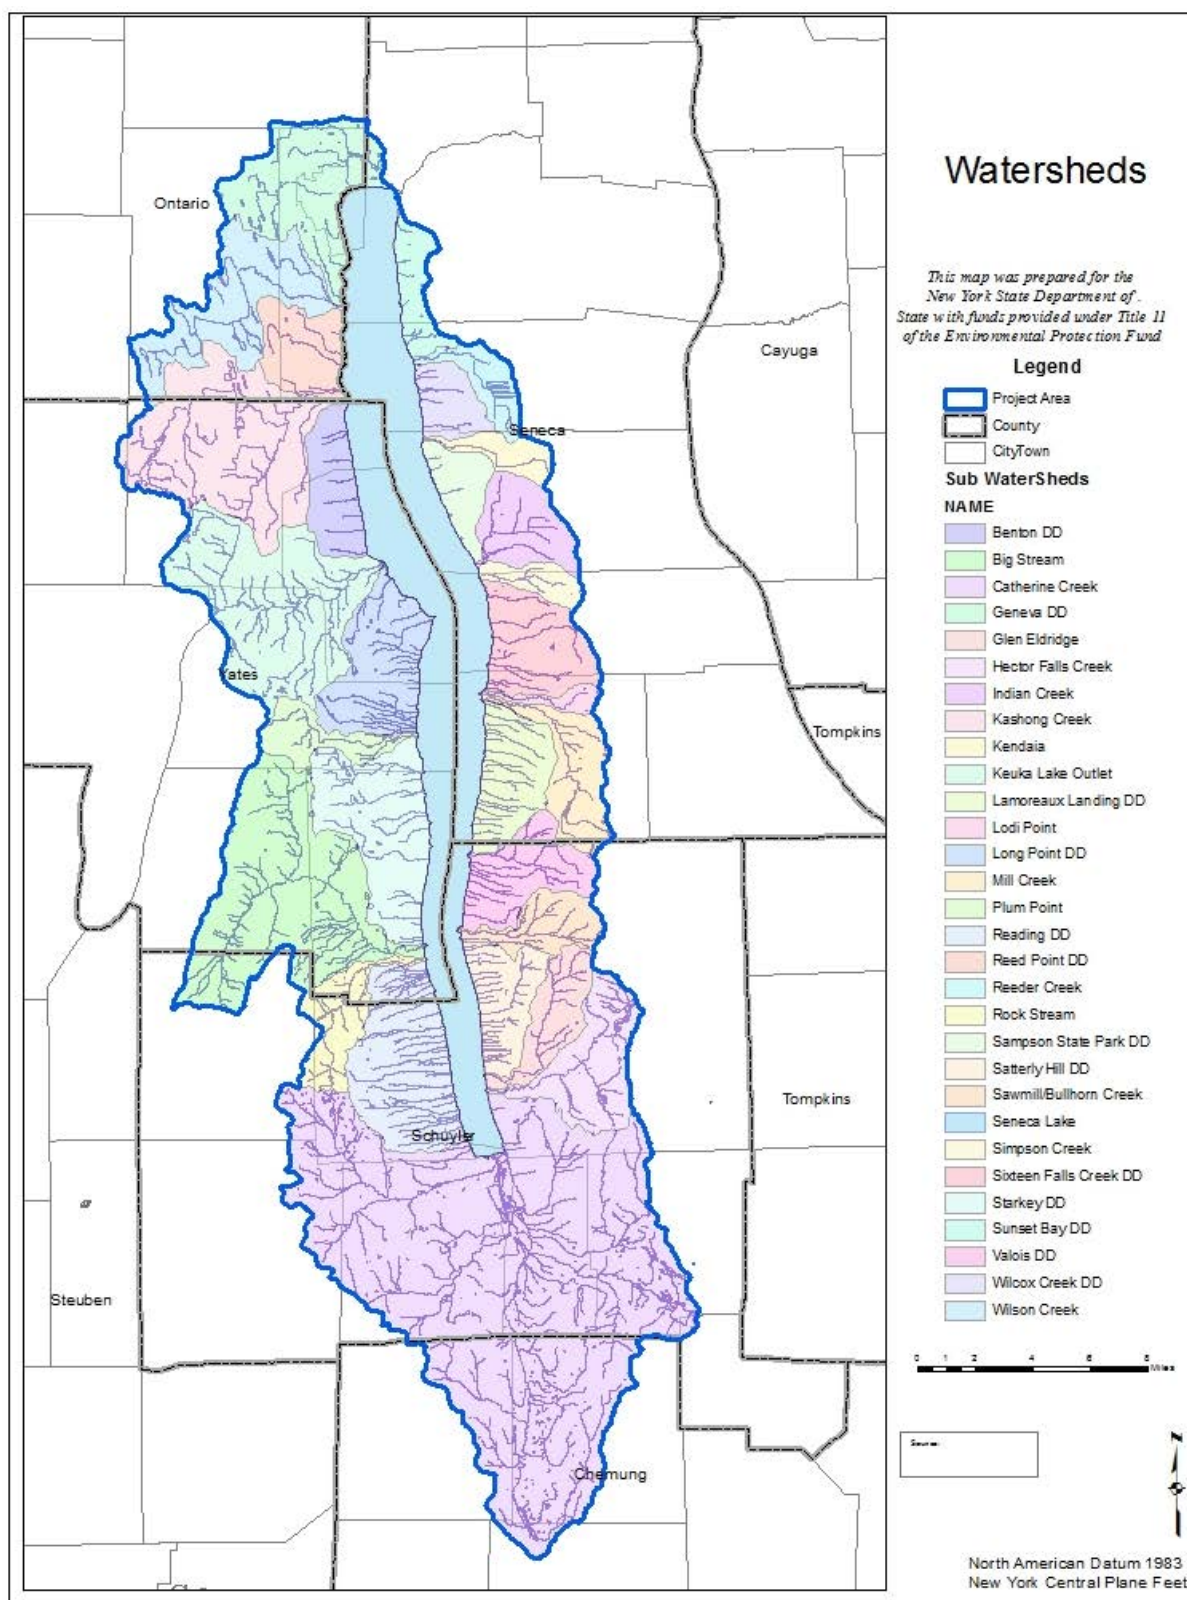 Watersheds
This map was prepared for the
New York State Department of .
State with funds provided under Title 11
of the Environmental Protection Fund
Legend
Project Area
County
CityTown
Sub WaterSheds
NAME
Benton DD
Big Stream
Catherine Creek
Geneva DD
Glen Eldridge
Hector Falls Creek
Indian Creek
Kashong Creek
Kendaia
Keuka Lake Outlet
Lamoreaux Landing DD
Lodi Point
Long Point DD
Mill Creek
Plum Point
Reading DD
Reed Point DD
Reeder Creek
Rock Stream
Sampson State Park DD
Satterly Hill DD
Sawmill/Bullhorn Creek
Seneca Lake
Simpson Creek
Sixteen Falls Creek DD
Starkey DD
Sunset Bay DD
Valois DD
Wilcox Creek DD
Wilson Creek
0 1 2 4 6 8
Miles
Source:
N
North American Datum 1983
New York Central Plane Feet
Ontario
Cayuga
Seneca
Yates
Tompkins
Tompkins
Schuyler
Steuben
Chemung